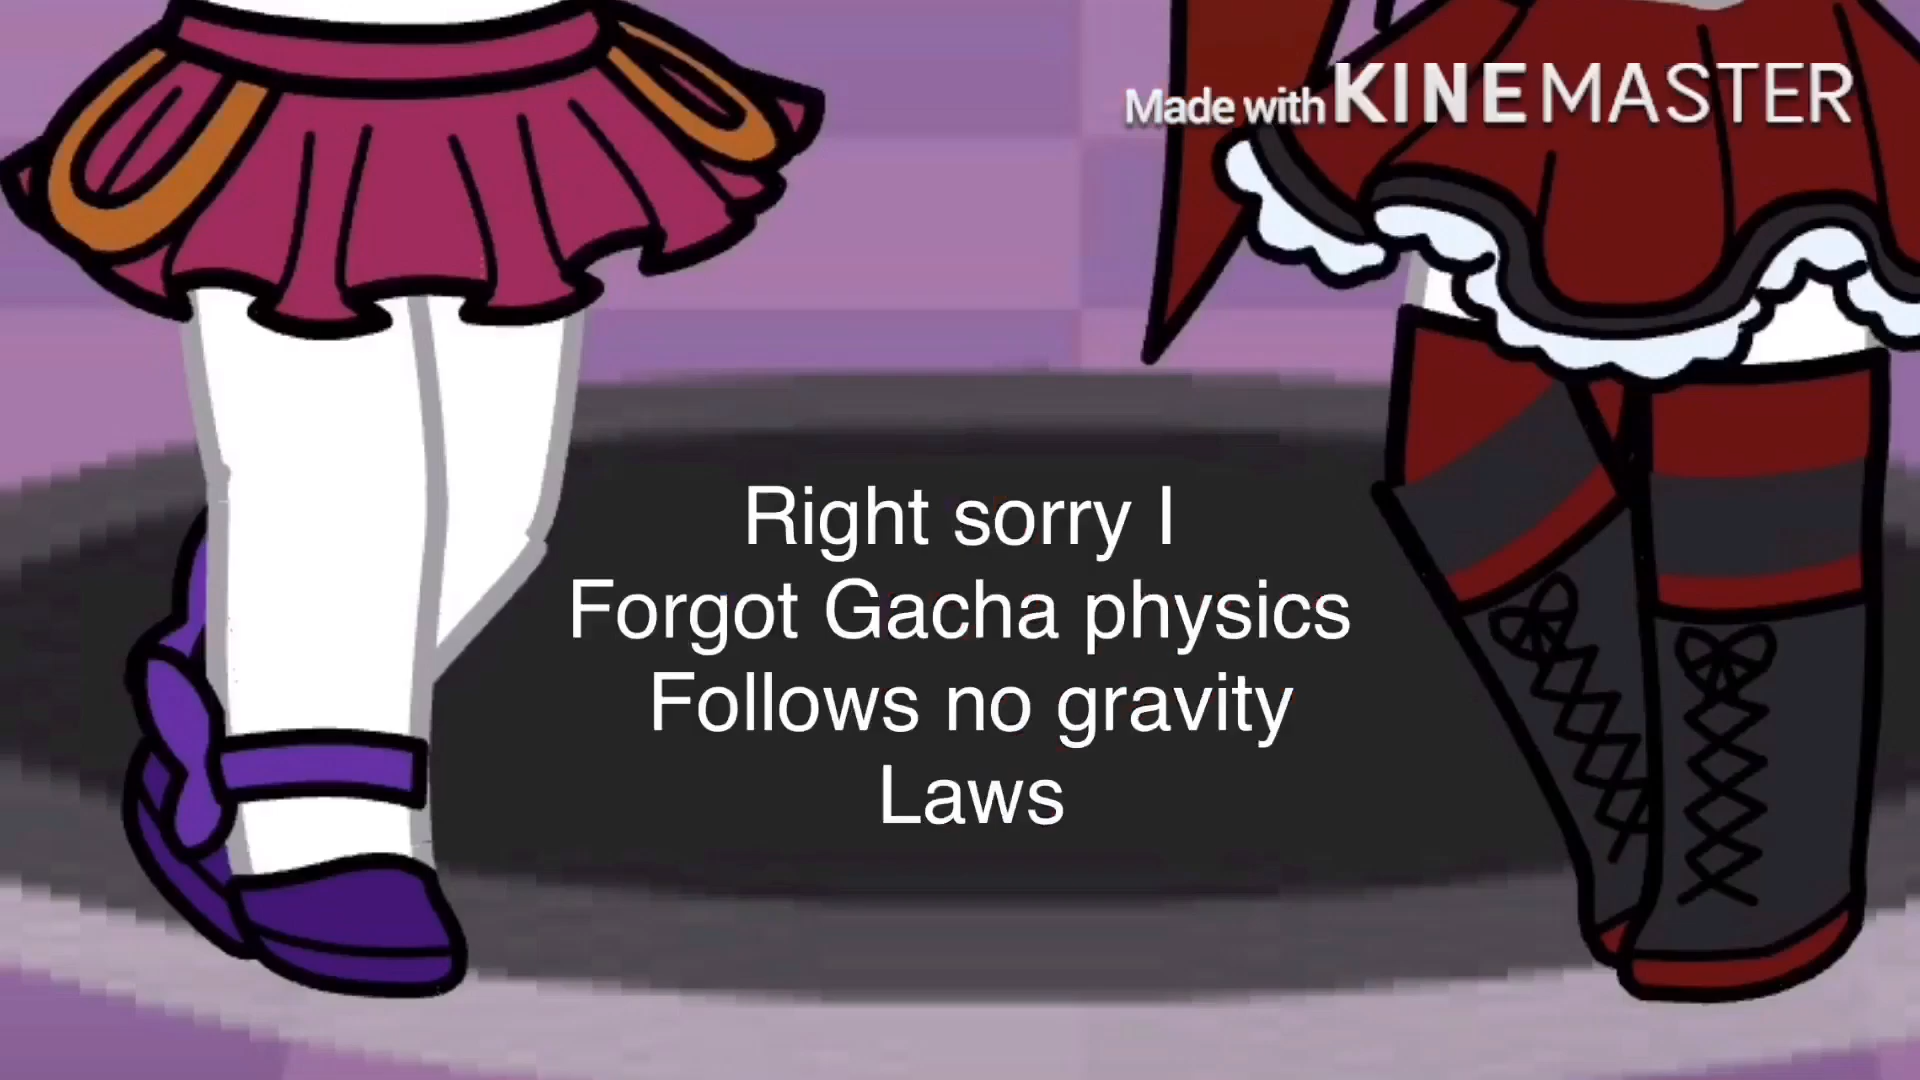 Made with KINEMASTER
Right sorry I
Forgot Gacha physics
Follows no gravity
Laws